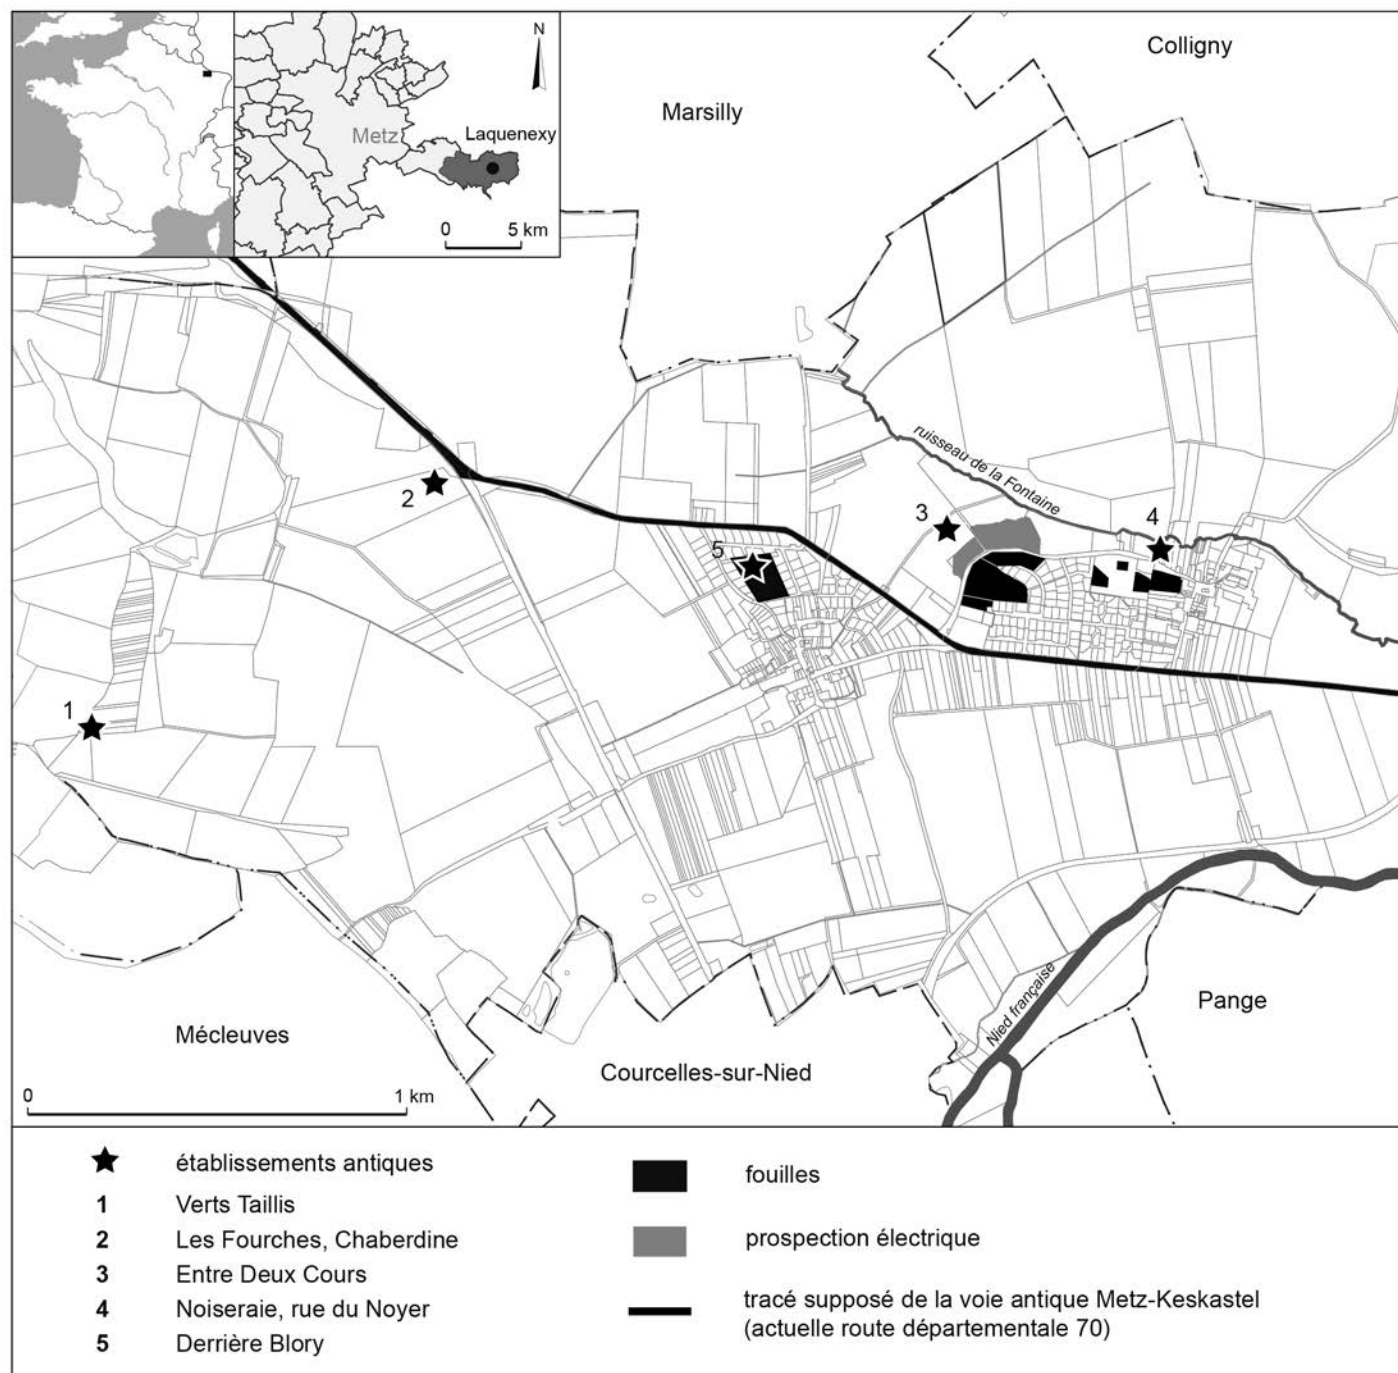 N
Metz
Laquenexy
0 5 km
Colligny
Marsilly
ruisseau de la Fontaine
2
3
4
5
1
Nied française
Pange
Mécleuves
Courcelles-sur-Nied
0 1 km
établissements antiques
1 Verts Taillis
2 Les Fourches, Chaberdine
3 Entre Deux Cours
4 Noiseraie, rue du Noyer
5 Derrière Blory
fouilles
prospection électrique
tracé supposé de la voie antique Metz-Keskastel
(actuelle route départementale 70)